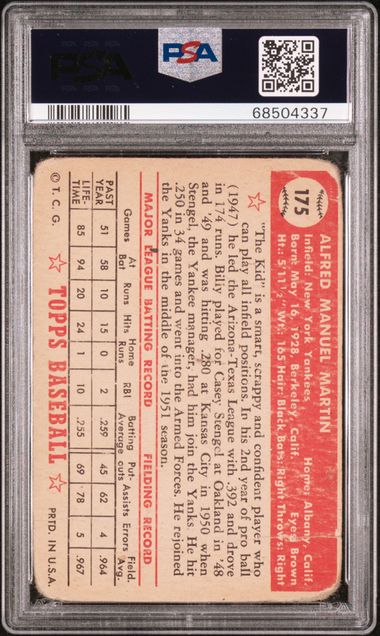 PSA
PSA
68504337
175
ALFRED MANUEL MARTIN
Infield: New York Yankees Home: Albany, Calif.
Born: May 16, 1928, Berkeley, Calif. Eyes: Brown
Ht.: 5'11½" Wt.: 165 Hair: Black Bats: Right Throws: Right
"The Kid" is a smart, scrappy and confident player who
can play all infield positions. In his 2nd year of pro ball
(1947) he led the Arizona-Texas League with .392 and drove
in 174 runs. Billy played for Casey Stengel at Oakland in '48
and '49 and was hitting .280 at Kansas City in 1950 when
Stengel, the Yankee manager, had him join the Yanks. He hit
.250 in 34 games and went into the Armed Forces. He rejoined
the Yanks in the middle of the 1951 season.
MAJOR LEAGUE BATTING RECORD FIELDING RECORD
Games At Runs Hits Home RBI Batting Put- Assists Errors Field.
Bat Runs Average outs Avg.
PAST
YEAR 51 58 10 15 0 2 .259 45 62 4 .964
LIFE-
TIME 85 94 20 24 1 10 .255 69 78 5 .967
© T.C.G. TOPPS BASEBALL PRTD. IN U.S.A.